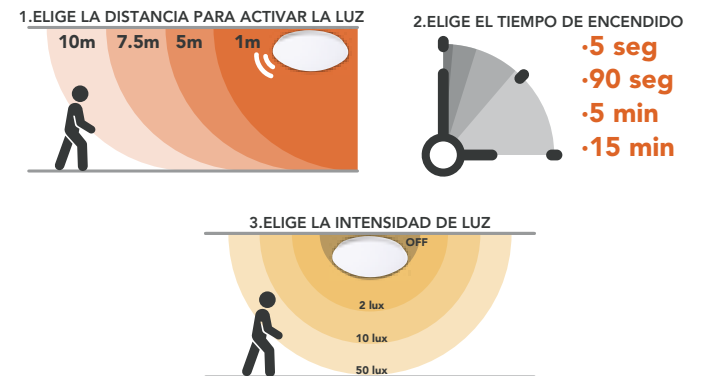 1.ELIGE LA DISTANCIA PARA ACTIVAR LA LUZ
10m 7.5m 5m 1m
2.ELIGE EL TIEMPO DE ENCENDIDO
·5 seg
·90 seg
·5 min
·15 min
3.ELIGE LA INTENSIDAD DE LUZ
OFF
2 lux
10 lux
50 lux